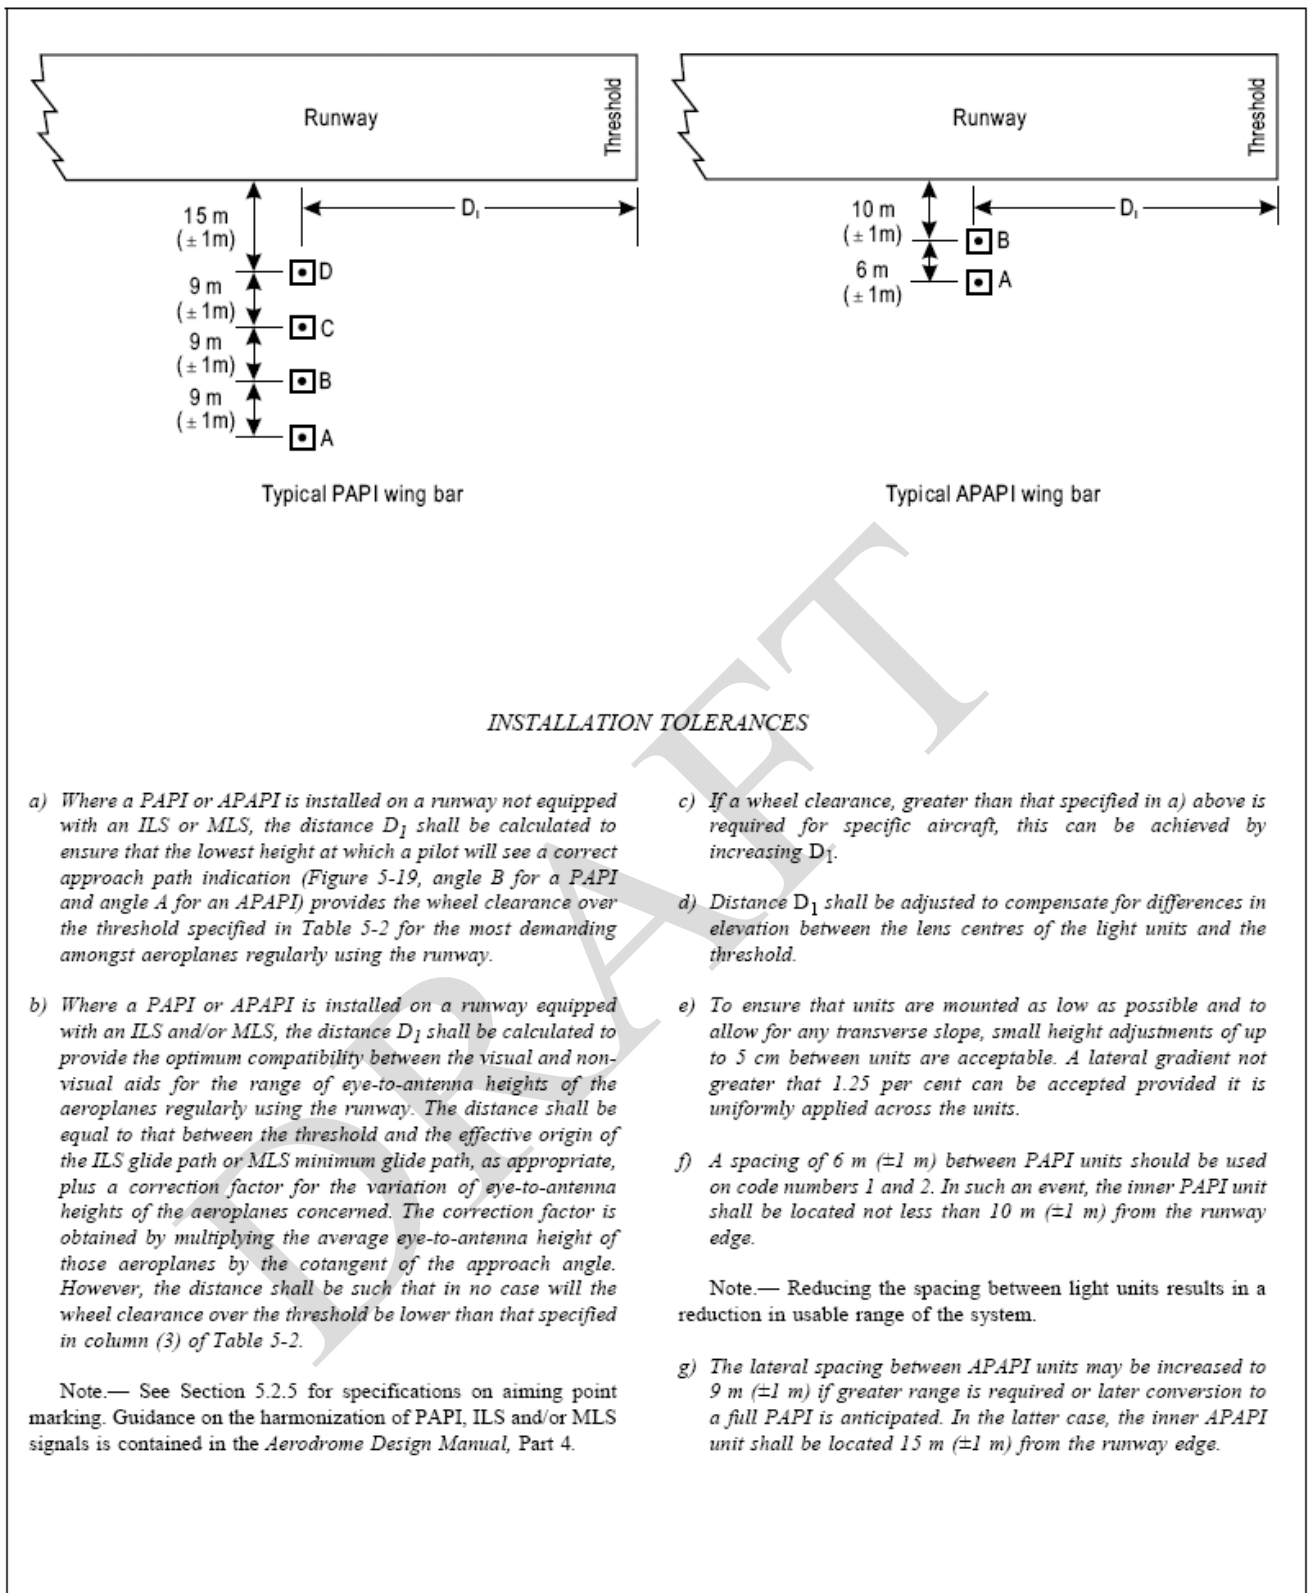 Runway
Threshold
D₁
15 m
(± 1m)
D
9 m
(± 1m)
C
9 m
(± 1m)
B
9 m
(± 1m)
A
Typical PAPI wing bar
Runway
Threshold
D₁
10 m
(± 1m)
B
6 m
(± 1m)
A
Typical APAPI wing bar
DRAFT
INSTALLATION TOLERANCES
a) Where a PAPI or APAPI is installed on a runway not equipped
with an ILS or MLS, the distance D₁ shall be calculated to
ensure that the lowest height at which a pilot will see a correct
approach path indication (Figure 5-19, angle B for a PAPI
and angle A for an APAPI) provides the wheel clearance over
the threshold specified in Table 5-2 for the most demanding
amongst aeroplanes regularly using the runway.
b) Where a PAPI or APAPI is installed on a runway equipped
with an ILS and/or MLS, the distance D₁ shall be calculated to
provide the optimum compatibility between the visual and non-
visual aids for the range of eye-to-antenna heights of the
aeroplanes regularly using the runway. The distance shall be
equal to that between the threshold and the effective origin of
the ILS glide path or MLS minimum glide path, as appropriate,
plus a correction factor for the variation of eye-to-antenna
heights of the aeroplanes concerned. The correction factor is
obtained by multiplying the average eye-to-antenna height of
those aeroplanes by the cotangent of the approach angle.
However, the distance shall be such that in no case will the
wheel clearance over the threshold be lower than that specified
in column (3) of Table 5-2.
Note.— See Section 5.2.5 for specifications on aiming point
marking. Guidance on the harmonization of PAPI, ILS and/or MLS
signals is contained in the Aerodrome Design Manual, Part 4.
c) If a wheel clearance, greater than that specified in a) above is
required for specific aircraft, this can be achieved by
increasing D₁.
d) Distance D₁ shall be adjusted to compensate for differences in
elevation between the lens centres of the light units and the
threshold.
e) To ensure that units are mounted as low as possible and to
allow for any transverse slope, small height adjustments of up
to 5 cm between units are acceptable. A lateral gradient not
greater that 1.25 per cent can be accepted provided it is
uniformly applied across the units.
f) A spacing of 6 m (±1 m) between PAPI units should be used
on code numbers 1 and 2. In such an event, the inner PAPI unit
shall be located not less than 10 m (±1 m) from the runway
edge.
Note.— Reducing the spacing between light units results in a
reduction in usable range of the system.
g) The lateral spacing between APAPI units may be increased to
9 m (±1 m) if greater range is required or later conversion to
a full PAPI is anticipated. In the latter case, the inner APAPI
unit shall be located 15 m (±1 m) from the runway edge.